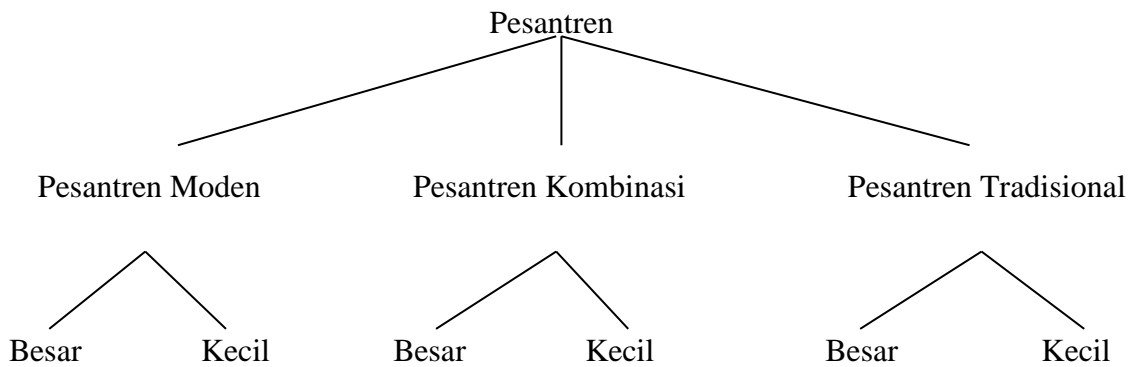 Pesantren
Pesantren Moden Pesantren Kombinasi Pesantren Tradisional
Besar Kecil Besar Kecil Besar Kecil